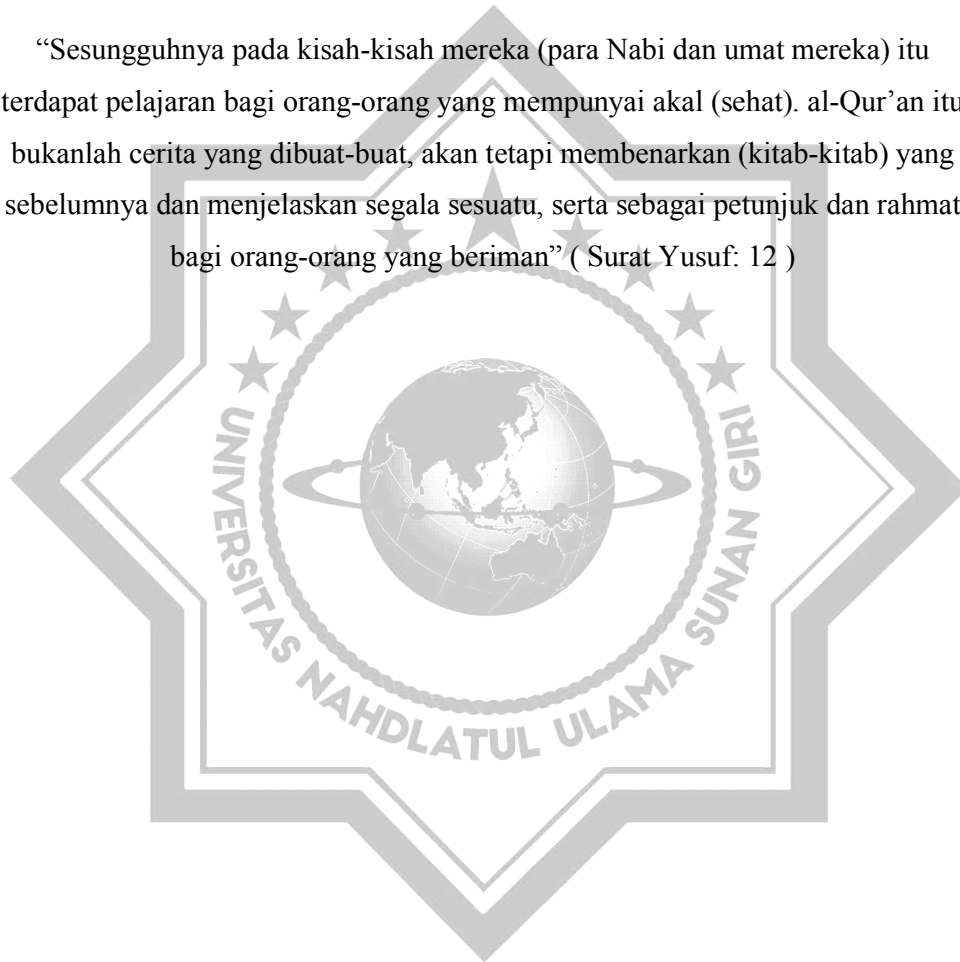 “Sesungguhnya pada kisah-kisah mereka (para Nabi dan umat mereka) itu
terdapat pelajaran bagi orang-orang yang mempunyai akal (sehat). al-Qur’an itu
bukanlah cerita yang dibuat-buat, akan tetapi membenarkan (kitab-kitab) yang
sebelumnya dan menjelaskan segala sesuatu, serta sebagai petunjuk dan rahmat
bagi orang-orang yang beriman” ( Surat Yusuf: 12 )
UNIVERSITAS NAHDLATUL ULAMA SUNAN GIRI